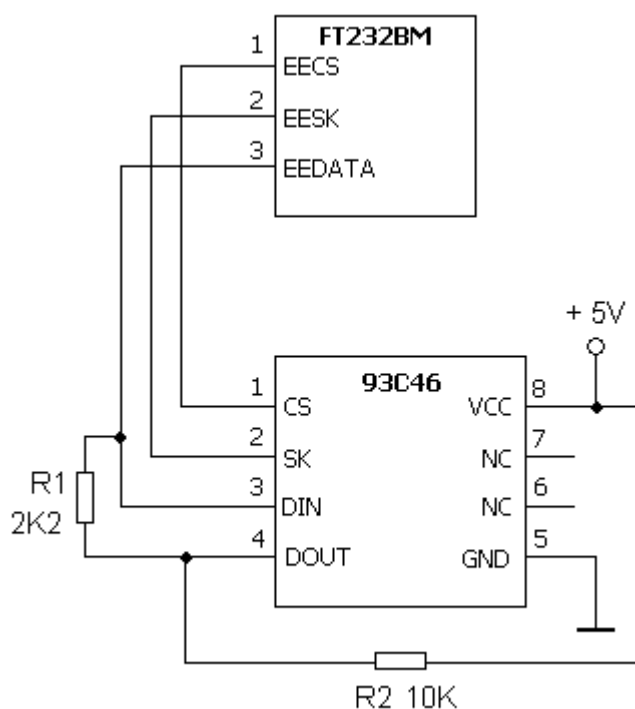 FT232BM
1 EECS
2 EESK
3 EEDATA
+ 5V
93C46
1 CS
VCC 8
2 SK
NC 7
3 DIN
NC 6
4 DOUT
GND 5
R1
2K2
R2 10K